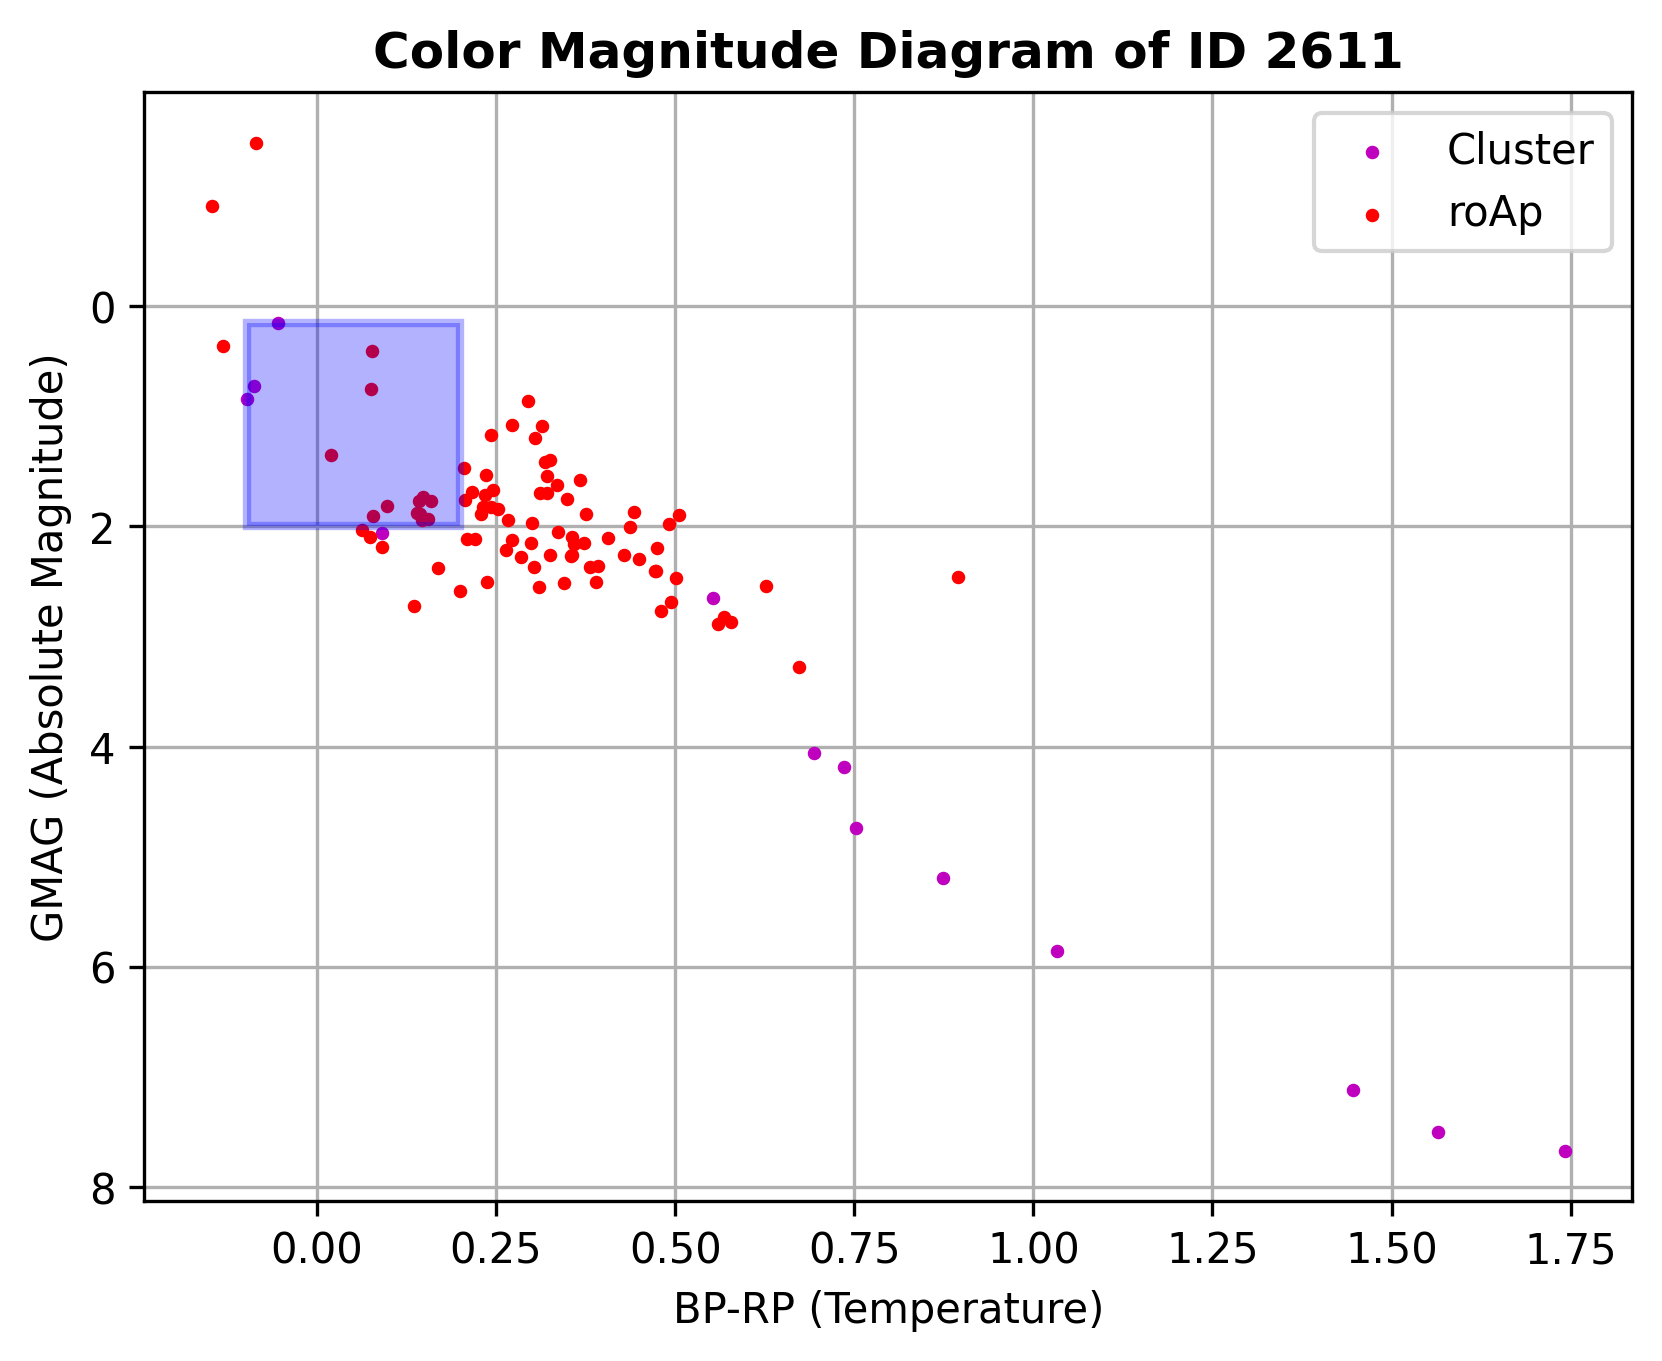 Color Magnitude Diagram of ID 2611
Cluster
roAp
GMAG (Absolute Magnitude)
0
2
4
6
8
0.00 0.25 0.50 0.75 1.00 1.25 1.50 1.75
BP-RP (Temperature)